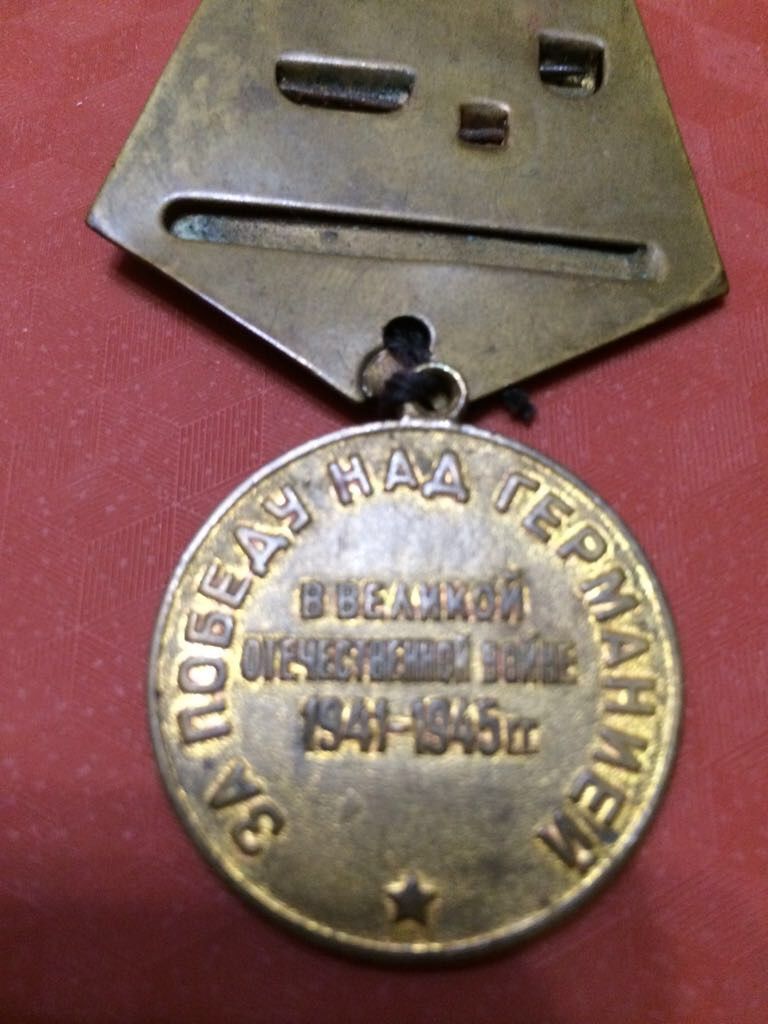 ЗА ПОБЕДУ НАД ГЕРМАНИЕЙ
В ВЕЛИКОЙ
ОТЕЧЕСТВЕННОЙ ВОЙНЕ
1941-1945 гг